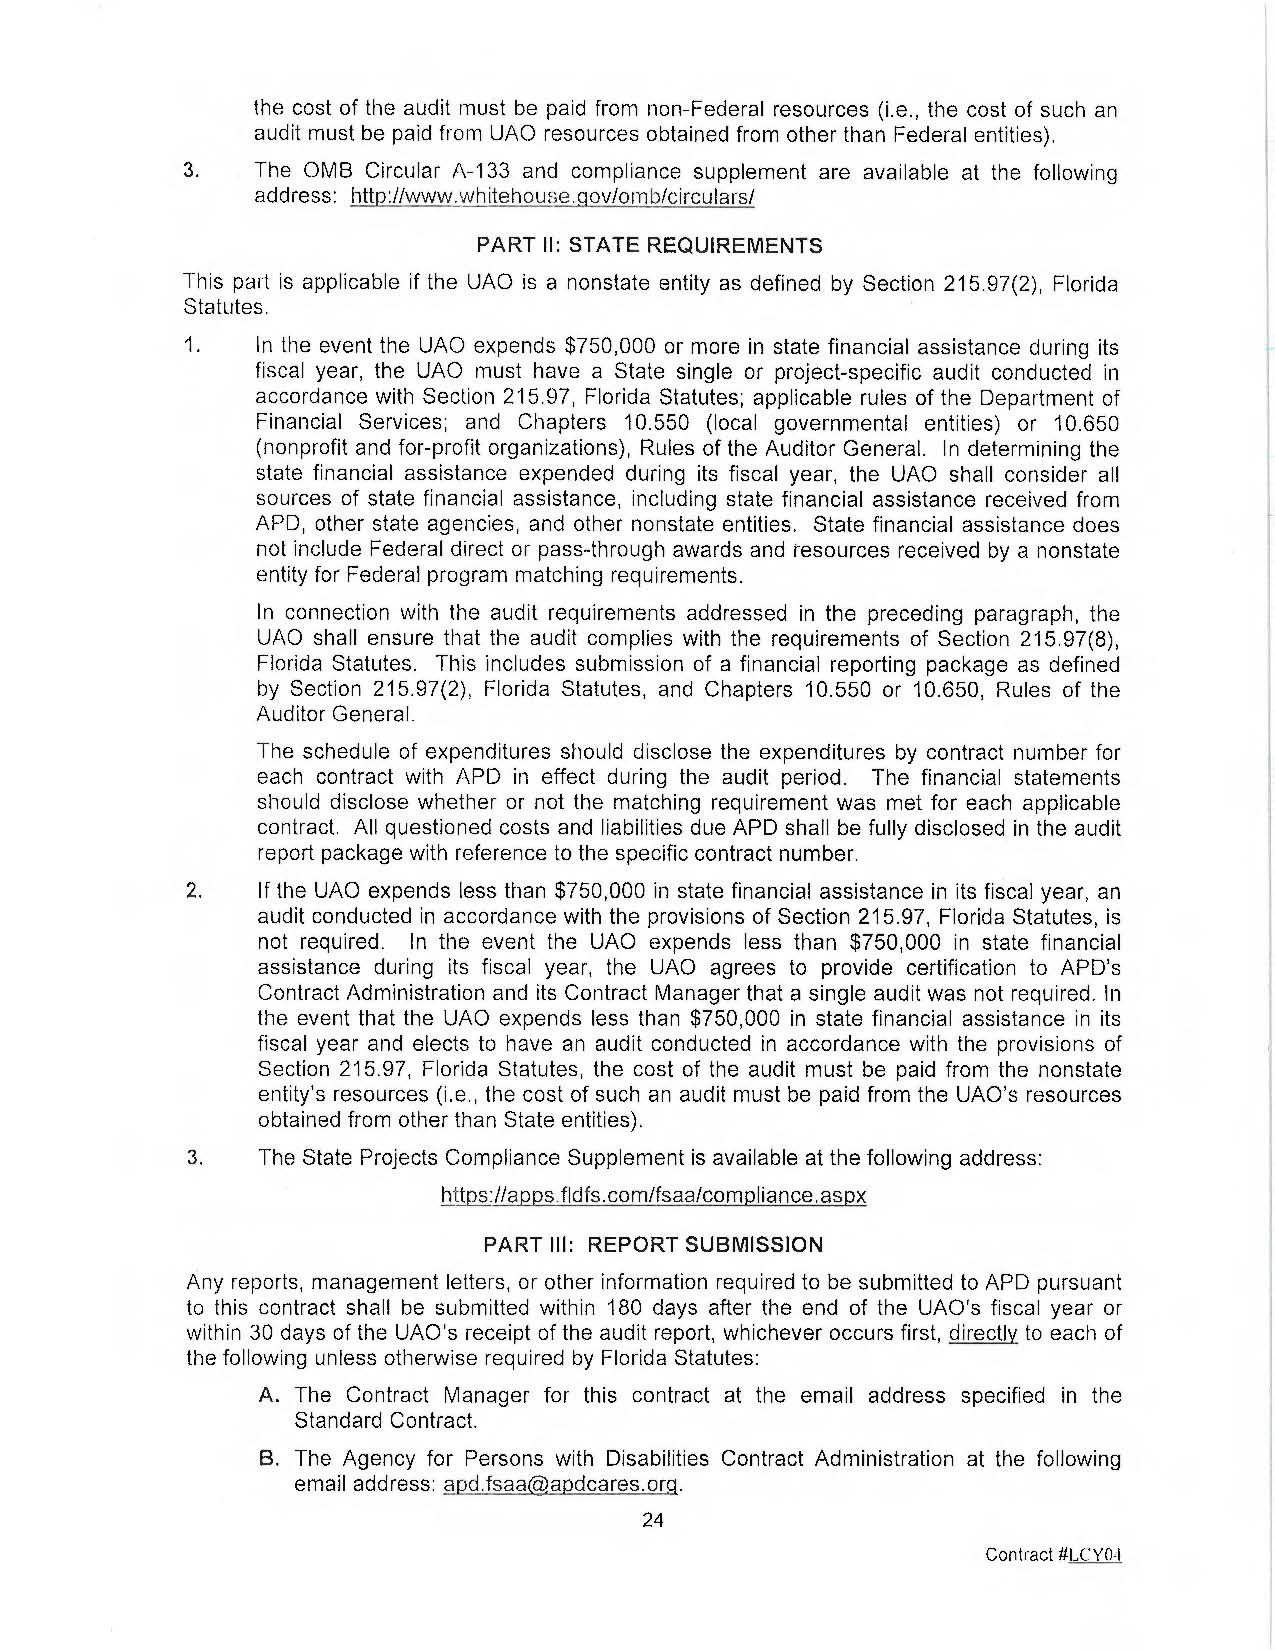 the cost of the audit must be paid from non-Federal resources (i.e., the cost of such an
audit must be paid from UAO resources obtained from other than Federal entities).
3. The OMB Circular A-133 and compliance supplement are available at the following
address: http://www.whitehouse.gov/omb/circulars/
PART II: STATE REQUIREMENTS
This part is applicable if the UAO is a nonstate entity as defined by Section 215.97(2), Florida
Statutes.
1. In the event the UAO expends $750,000 or more in state financial assistance during its
fiscal year, the UAO must have a State single or project-specific audit conducted in
accordance with Section 215.97, Florida Statutes; applicable rules of the Department of
Financial Services; and Chapters 10.550 (local governmental entities) or 10.650
(nonprofit and for-profit organizations), Rules of the Auditor General. In determining the
state financial assistance expended during its fiscal year, the UAO shall consider all
sources of state financial assistance, including state financial assistance received from
APD, other state agencies, and other nonstate entities. State financial assistance does
not include Federal direct or pass-through awards and resources received by a nonstate
entity for Federal program matching requirements.
In connection with the audit requirements addressed in the preceding paragraph, the
UAO shall ensure that the audit complies with the requirements of Section 215.97(8),
Florida Statutes. This includes submission of a financial reporting package as defined
by Section 215.97(2), Florida Statutes, and Chapters 10.550 or 10.650, Rules of the
Auditor General.
The schedule of expenditures should disclose the expenditures by contract number for
each contract with APD in effect during the audit period. The financial statements
should disclose whether or not the matching requirement was met for each applicable
contract. All questioned costs and liabilities due APD shall be fully disclosed in the audit
report package with reference to the specific contract number.
2. If the UAO expends less than $750,000 in state financial assistance in its fiscal year, an
audit conducted in accordance with the provisions of Section 215.97, Florida Statutes, is
not required. In the event the UAO expends less than $750,000 in state financial
assistance during its fiscal year, the UAO agrees to provide certification to APD's
Contract Administration and its Contract Manager that a single audit was not required. In
the event that the UAO expends less than $750,000 in state financial assistance in its
fiscal year and elects to have an audit conducted in accordance with the provisions of
Section 215.97, Florida Statutes, the cost of the audit must be paid from the nonstate
entity's resources (i.e., the cost of such an audit must be paid from the UAO's resources
obtained from other than State entities).
3. The State Projects Compliance Supplement is available at the following address:
https://apps.fldfs.com/fsaa/compliance.aspx
PART III: REPORT SUBMISSION
Any reports, management letters, or other information required to be submitted to APD pursuant
to this contract shall be submitted within 180 days after the end of the UAO's fiscal year or
within 30 days of the UAO's receipt of the audit report, whichever occurs first, directly to each of
the following unless otherwise required by Florida Statutes:
A. The Contract Manager for this contract at the email address specified in the
Standard Contract.
B. The Agency for Persons with Disabilities Contract Administration at the following
email address: apd.fsaa@apdcares.org.
24
Contract #LCY04